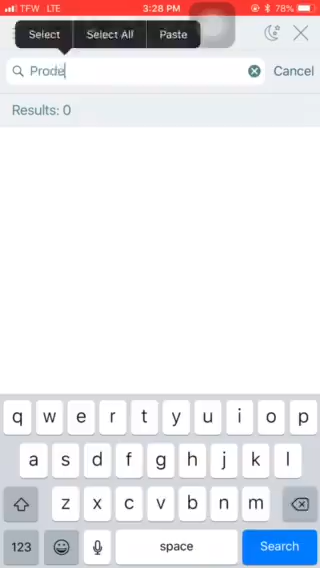 TFW LTE 3:28 PM 78%
Select Select All Paste
Prode Cancel
Results: 0
q w e r t y u i o p
a s d f g h j k l
z x c v b n m
123 space Search